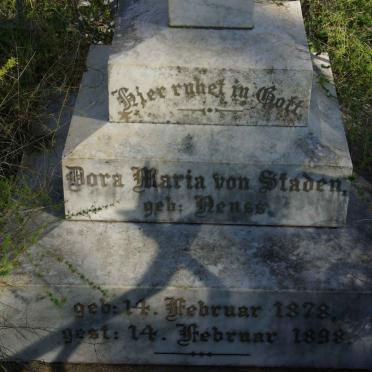 Hier ruhet in Gott
Dora Maria von Staden,
geb: Neuss.
geb: 14. Februar 1878.
gest: 14. Februar 1898.